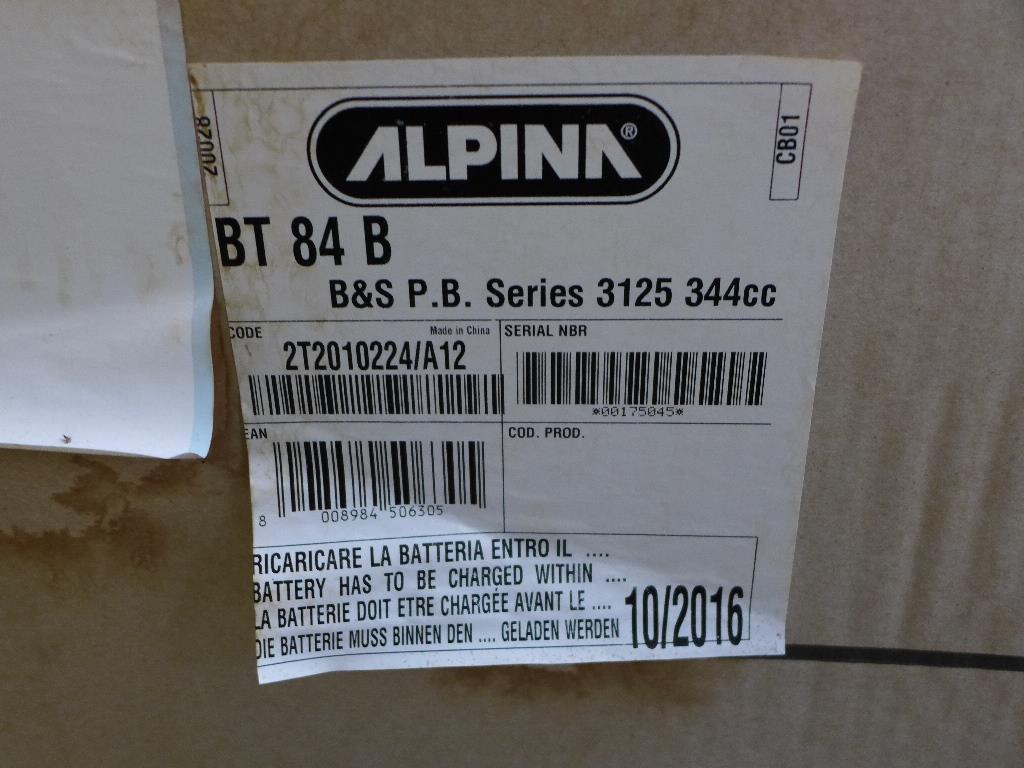 20028
ALPINA®
CB01
BT 84 B
B&S P.B. Series 3125 344cc
CODE
Made in China
2T2010224/A12
SERIAL NBR
*00175045*
EAN
8 008984 506305
COD. PROD.
RICARICARE LA BATTERIA ENTRO IL ....
BATTERY HAS TO BE CHARGED WITHIN ....
LA BATTERIE DOIT ETRE CHARGÉE AVANT LE ....
DIE BATTERIE MUSS BINNEN DEN .... GELADEN WERDEN
10/2016